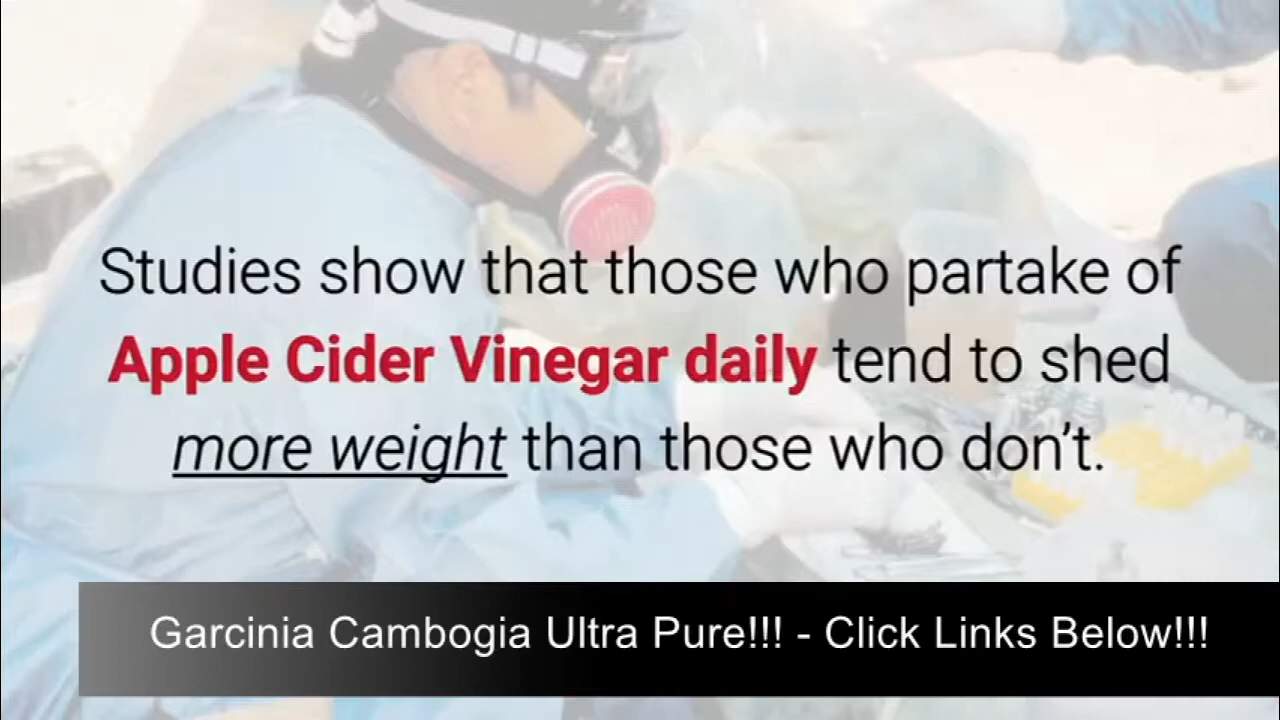 Studies show that those who partake of
Apple Cider Vinegar daily tend to shed
more weight than those who don’t.
Garcinia Cambogia Ultra Pure!!! - Click Links Below!!!